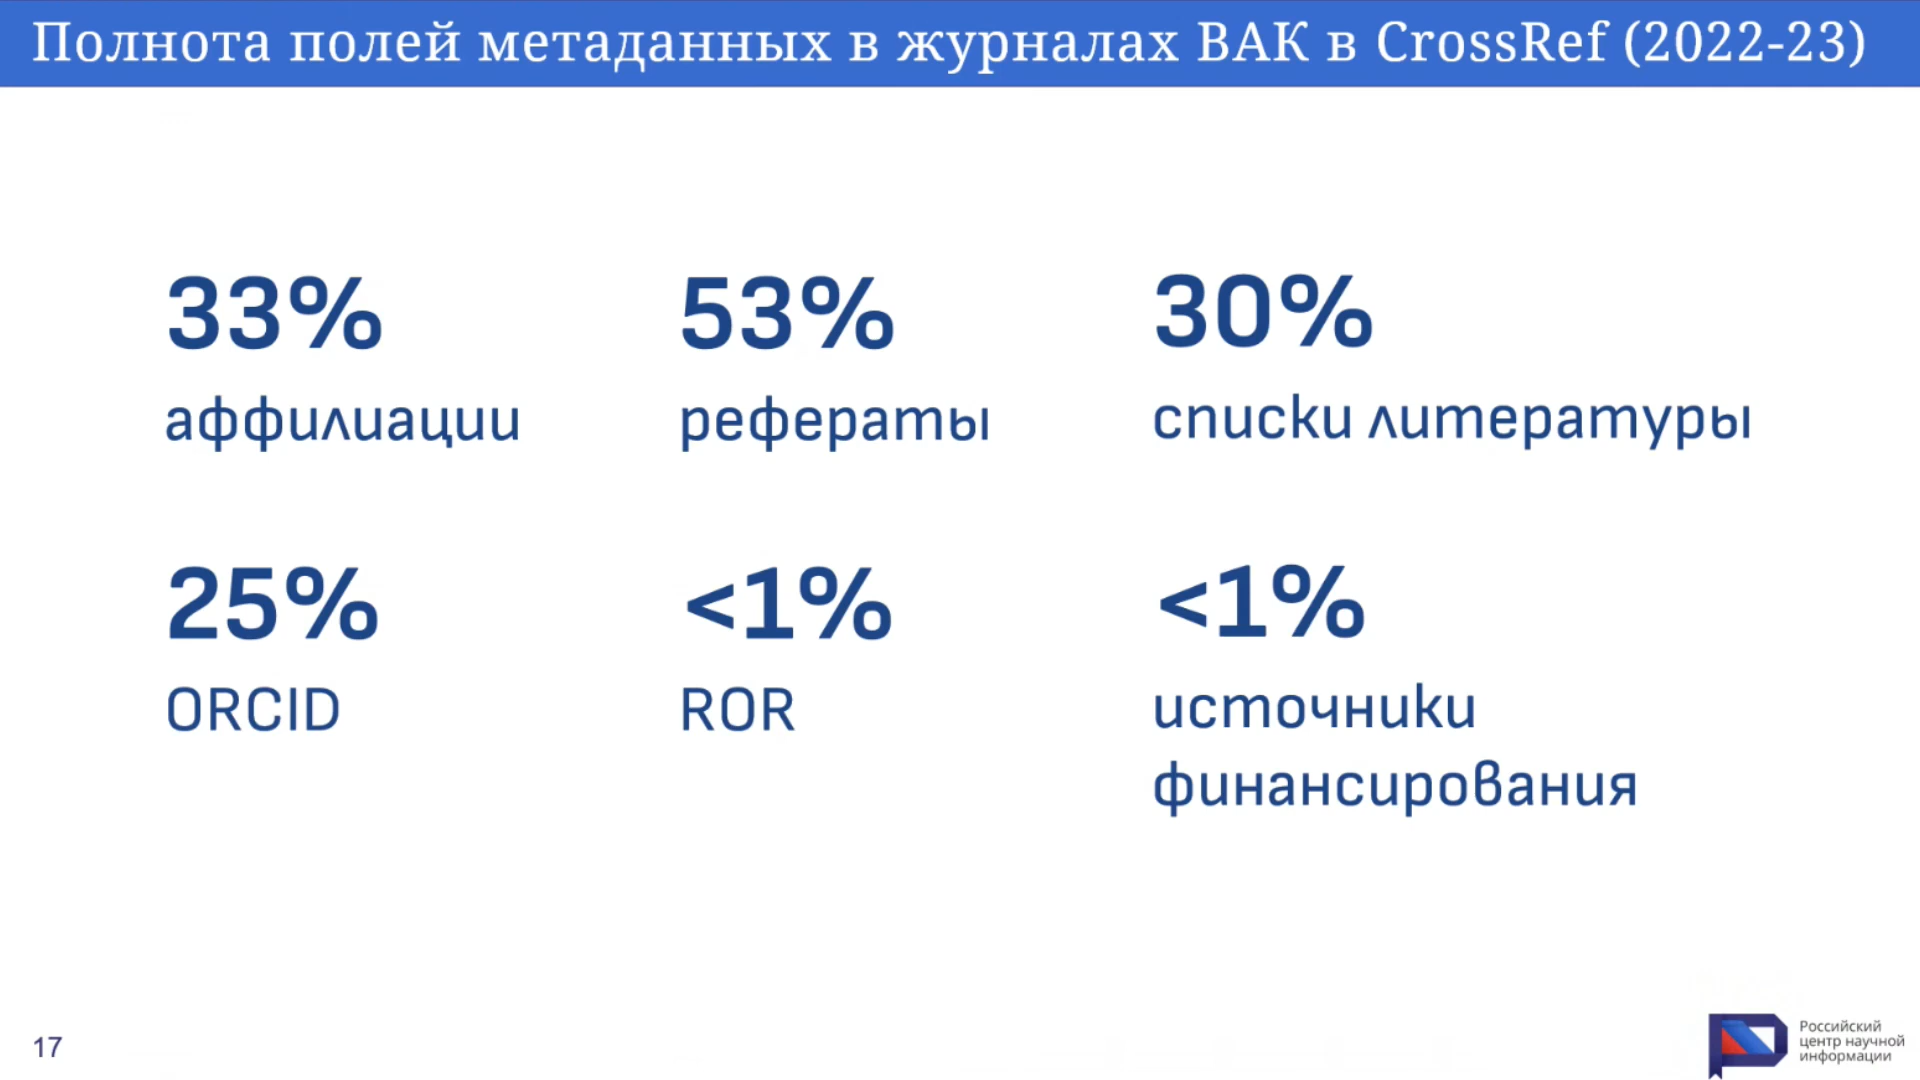 Полнота полей метаданных в журналах ВАК в CrossRef (2022-23)
33%
аффилиации
53%
рефераты
30%
списки литературы
25%
ORCID
<1%
ROR
<1%
источники
финансирования
17
Российский
центр научной
информации